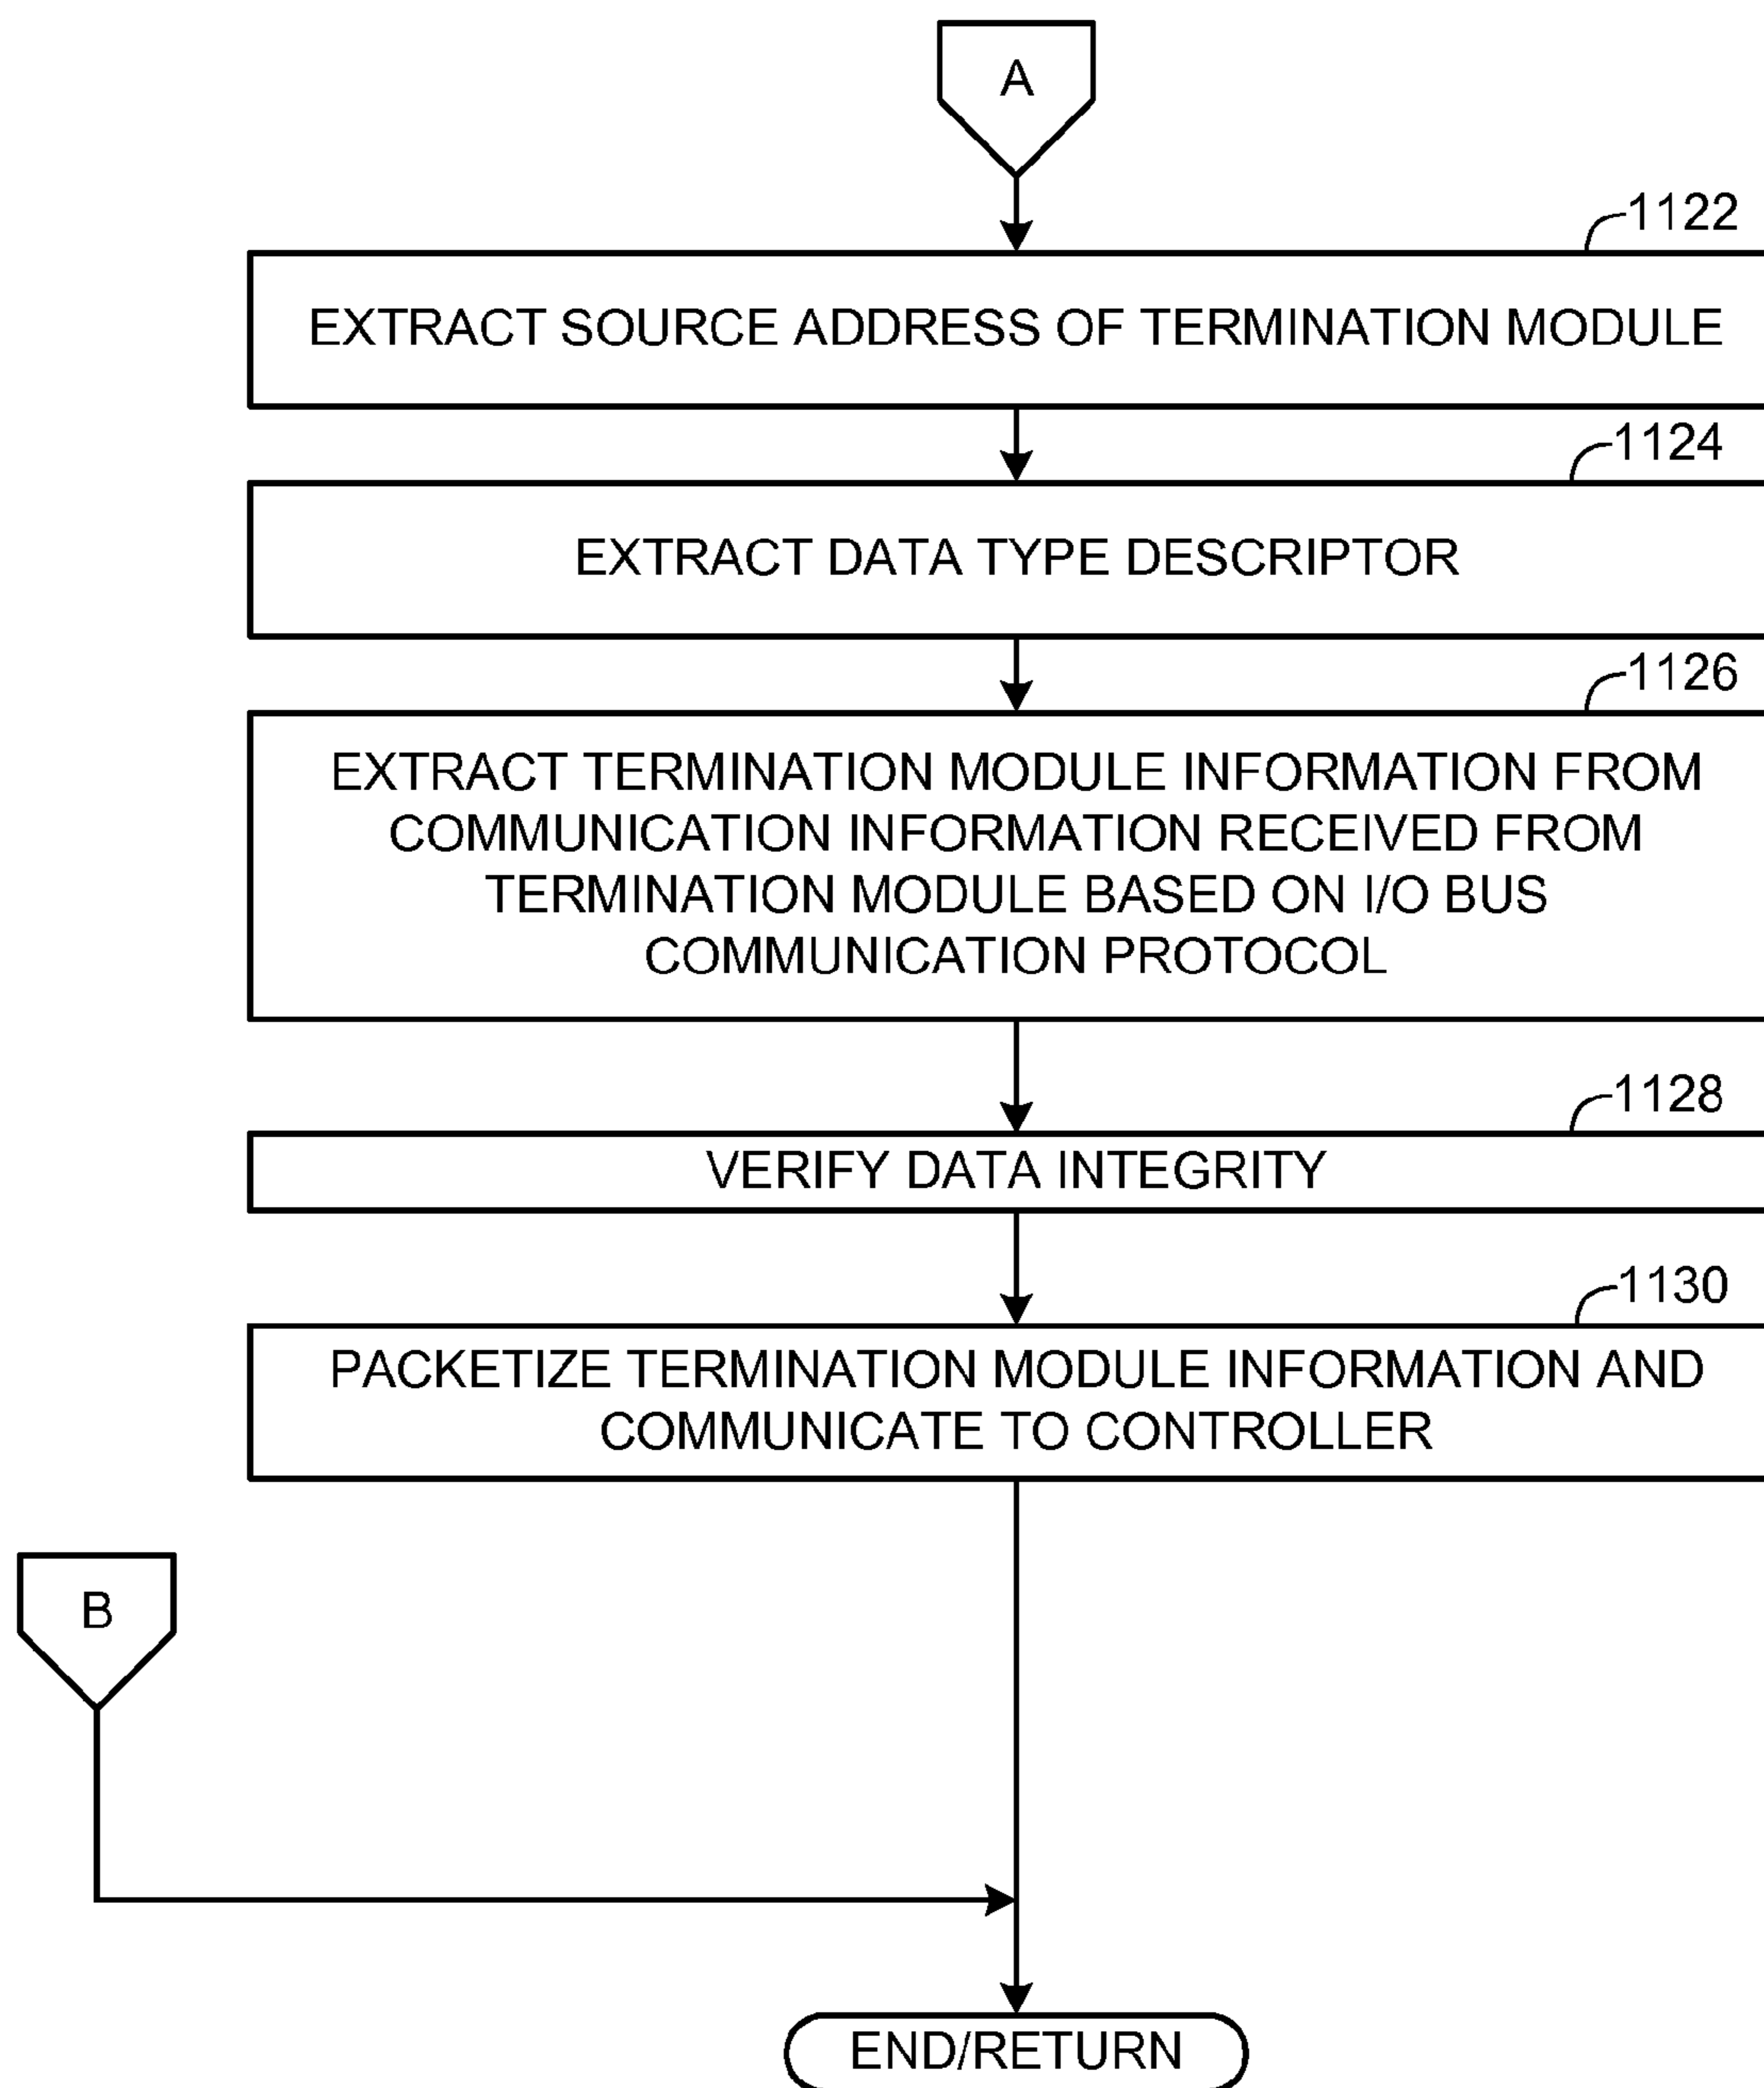 A
1122
EXTRACT SOURCE ADDRESS OF TERMINATION MODULE
1124
EXTRACT DATA TYPE DESCRIPTOR
1126
EXTRACT TERMINATION MODULE INFORMATION FROM
COMMUNICATION INFORMATION RECEIVED FROM
TERMINATION MODULE BASED ON I/O BUS
COMMUNICATION PROTOCOL
1128
VERIFY DATA INTEGRITY
1130
PACKETIZE TERMINATION MODULE INFORMATION AND
COMMUNICATE TO CONTROLLER
B
END/RETURN